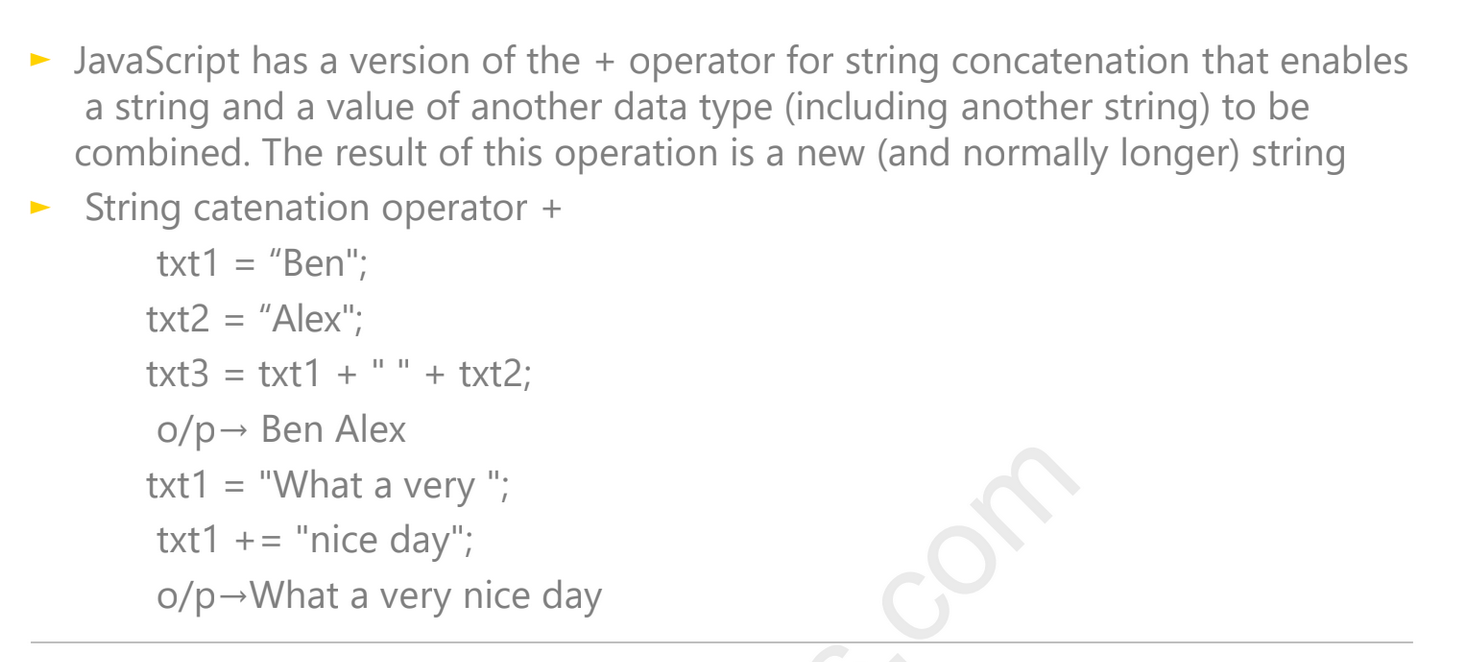 ► JavaScript has a version of the + operator for string concatenation that enables
a string and a value of another data type (including another string) to be
combined. The result of this operation is a new (and normally longer) string
► String catenation operator +
txt1 = “Ben";
txt2 = “Alex";
txt3 = txt1 + " " + txt2;
o/p→ Ben Alex
txt1 = "What a very ";
txt1 += "nice day";
o/p→What a very nice day
.com